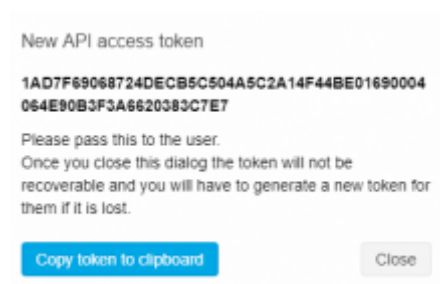 New API access token
1AD7F69068724DECB5C504A5C2A14F44BE01690004
064E90B3F3A6620383C7E7
Please pass this to the user.
Once you close this dialog the token will not be
recoverable and you will have to generate a new token for
them if it is lost.
Copy token to clipboard
Close